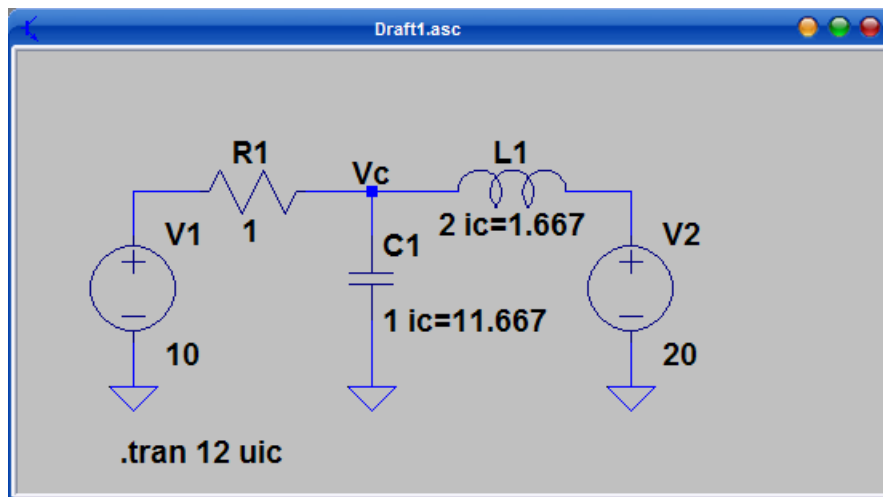 Draft1.asc
R1
Vc
L1
V1
1
2 ic=1.667
V2
C1
1 ic=11.667
10
20
.tran 12 uic